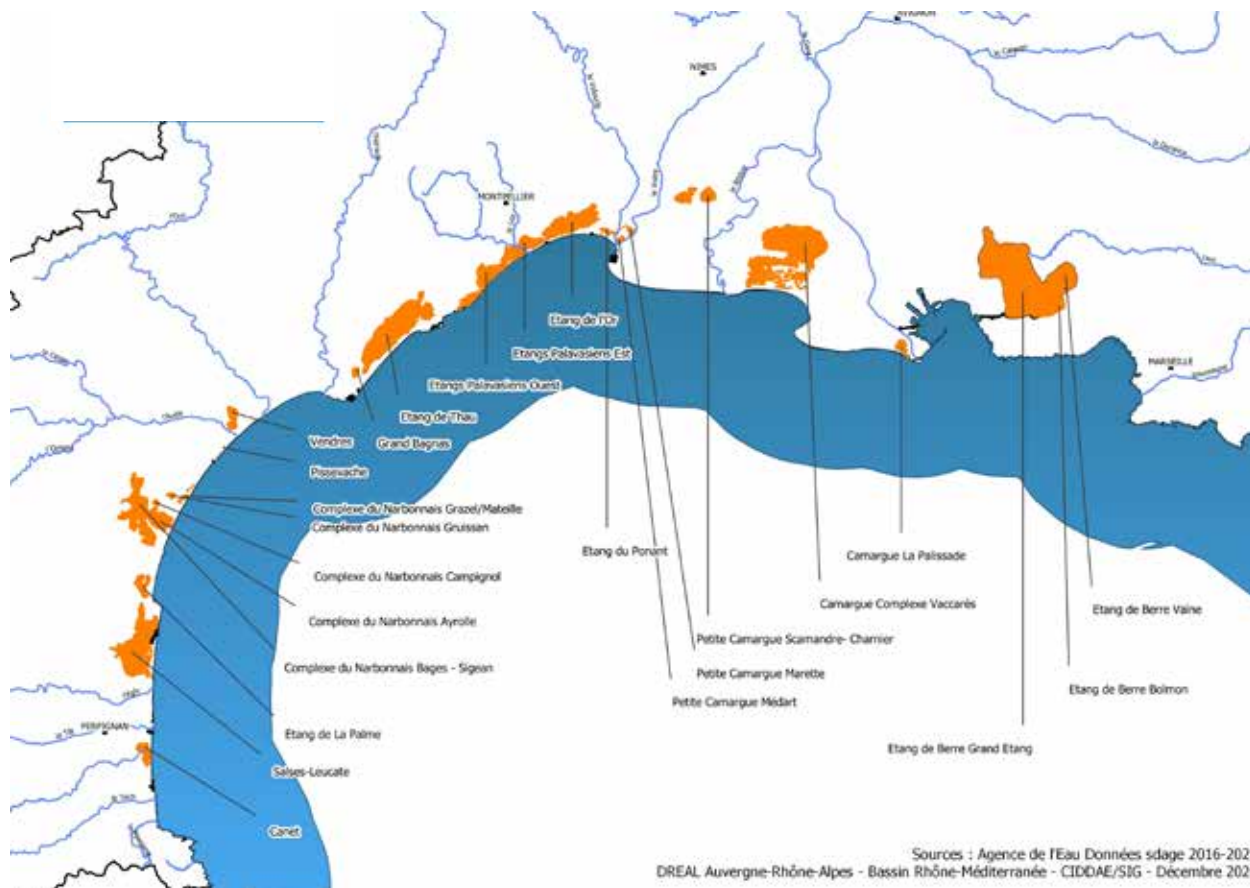 NIMES
MONTPELLIER
MARSEILLE
PERPIGNAN
Etang de l'Or
Etangs Palavasiens Est
Etangs Palavasiens Ouest
Etang de Thau
Grand Bagnas
Vendres
Pissevache
Complexe du Narbonnais Grazel/Mateille
Complexe du Narbonnais Gruissan
Complexe du Narbonnais Campignol
Complexe du Narbonnais Ayrolle
Complexe du Narbonnais Bages - Sigean
Etang de La Palme
Salses-Leucate
Canet
Etang du Ponant
Camargue La Palissade
Camargue Complexe Vaccarès
Petite Camargue Scamandre- Charnier
Petite Camargue Marette
Petite Camargue Médart
Etang de Berre Vaine
Etang de Berre Bolmon
Etang de Berre Grand Etang
Sources : Agence de l'Eau Données sdage 2016-202
DREAL Auvergne-Rhône-Alpes - Bassin Rhône-Méditerranée - CIDDAE/SIG - Décembre 202